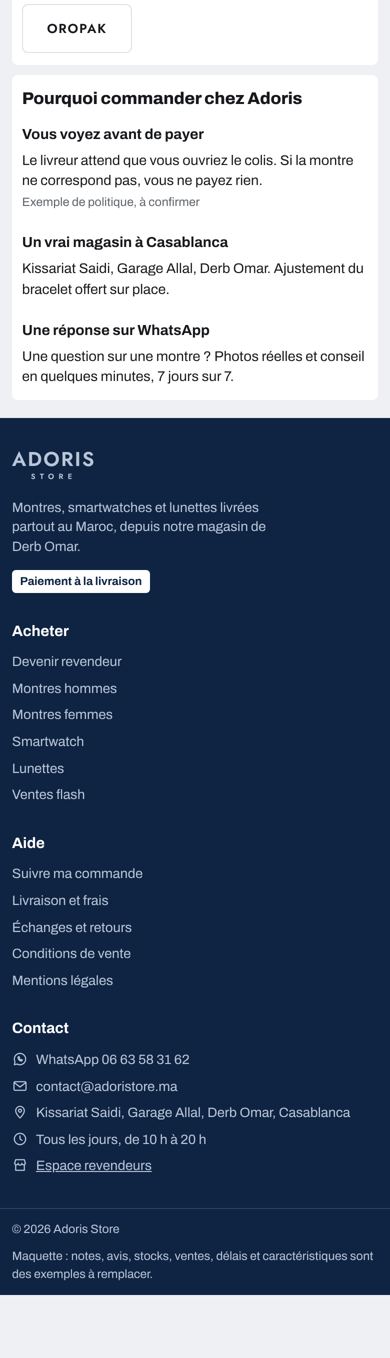 OROPAK
Pourquoi commander chez Adoris
Vous voyez avant de payer
Le livreur attend que vous ouvriez le colis. Si la montre
ne correspond pas, vous ne payez rien.
Exemple de politique, à confirmer
Un vrai magasin à Casablanca
Kissariat Saidi, Garage Allal, Derb Omar. Ajustement du
bracelet offert sur place.
Une réponse sur WhatsApp
Une question sur une montre ? Photos réelles et conseil
en quelques minutes, 7 jours sur 7.
ADORIS
STORE
Montres, smartwatches et lunettes livrées
partout au Maroc, depuis notre magasin de
Derb Omar.
Paiement à la livraison
Acheter
Devenir revendeur
Montres hommes
Montres femmes
Smartwatch
Lunettes
Ventes flash
Aide
Suivre ma commande
Livraison et frais
Échanges et retours
Conditions de vente
Mentions légales
Contact
WhatsApp 06 63 58 31 62
contact@adoristore.ma
Kissariat Saidi, Garage Allal, Derb Omar, Casablanca
Tous les jours, de 10 h à 20 h
Espace revendeurs
© 2026 Adoris Store
Maquette : notes, avis, stocks, ventes, délais et caractéristiques sont
des exemples à remplacer.